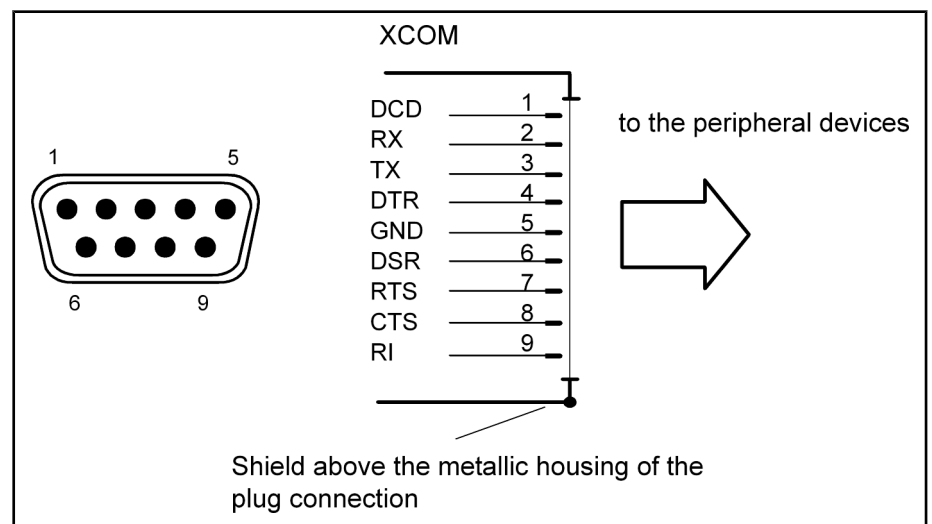 XCOM
DCD 1
RX 2
TX 3
DTR 4
GND 5
DSR 6
RTS 7
CTS 8
RI 9
to the peripheral devices
1 5
6 9
Shield above the metallic housing of the
plug connection